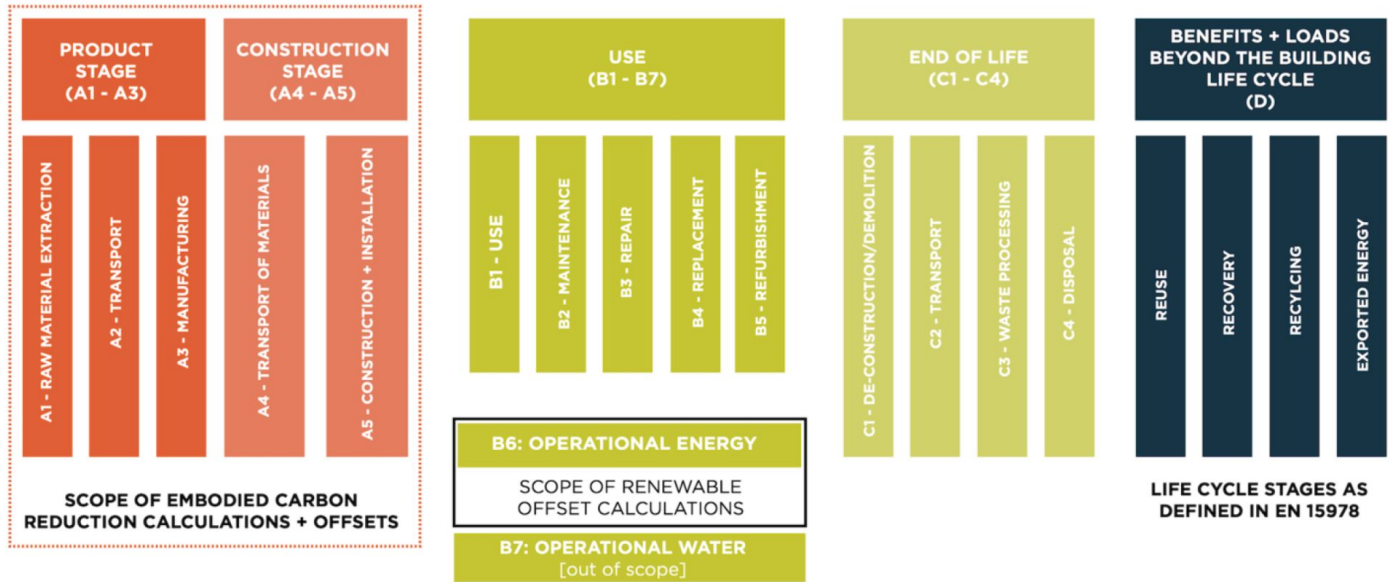 PRODUCT
STAGE
(A1 - A3)
A1 - RAW MATERIAL EXTRACTION
A2 - TRANSPORT
A3 - MANUFACTURING
CONSTRUCTION
STAGE
(A4 - A5)
A4 - TRANSPORT OF MATERIALS
A5 - CONSTRUCTION + INSTALLATION
SCOPE OF EMBODIED CARBON
REDUCTION CALCULATIONS + OFFSETS
USE
(B1 - B7)
B1 - USE
B2 - MAINTENANCE
B3 - REPAIR
B4 - REPLACEMENT
B5 - REFURBISHMENT
B6: OPERATIONAL ENERGY
SCOPE OF RENEWABLE
OFFSET CALCULATIONS
B7: OPERATIONAL WATER
[out of scope]
END OF LIFE
(C1 - C4)
C1 - DE-CONSTRUCTION/DEMOLITION
C2 - TRANSPORT
C3 - WASTE PROCESSING
C4 - DISPOSAL
BENEFITS + LOADS
BEYOND THE BUILDING
LIFE CYCLE
(D)
REUSE
RECOVERY
RECYLCING
EXPORTED ENERGY
LIFE CYCLE STAGES AS
DEFINED IN EN 15978